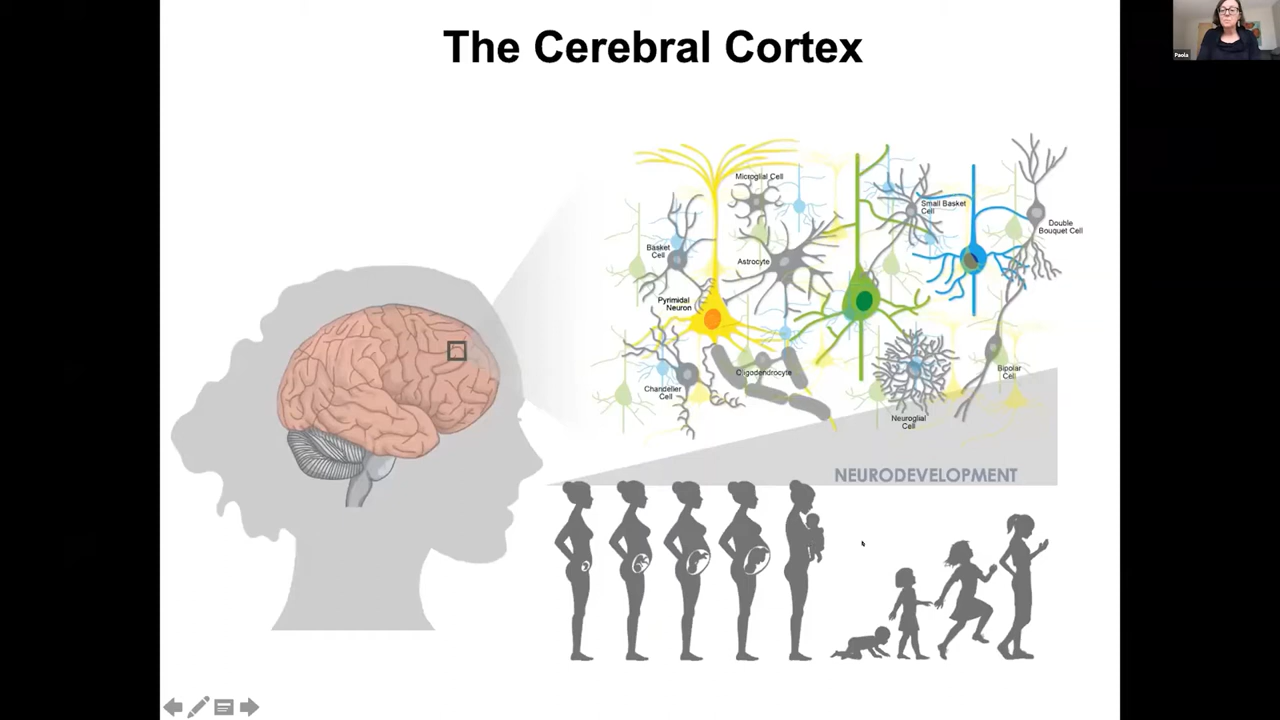 The Cerebral Cortex
Paola
Microglial Cell
Small Basket
Cell
Double
Bouquet Cell
Basket
Cell
Astrocyte
Pyrimidal
Neuron
Oligodendrocyte
Bipolar
Cell
Chandelier
Cell
Neuroglial
Cell
NEURODEVELOPMENT